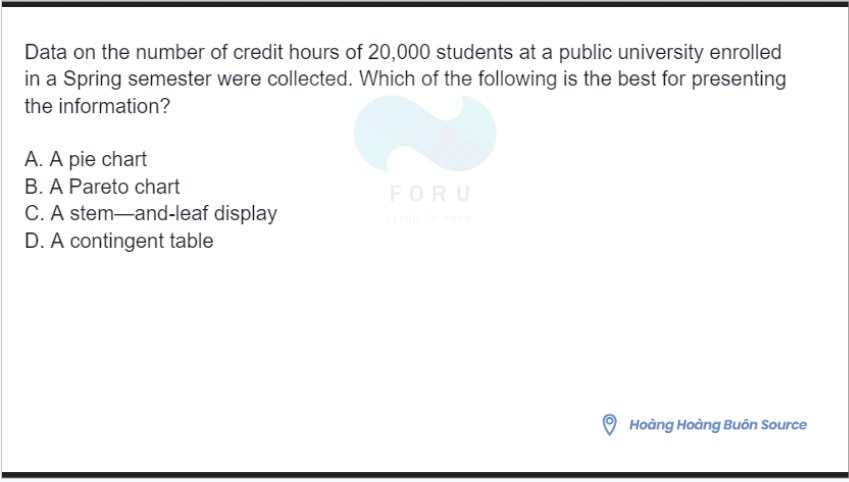 Data on the number of credit hours of 20,000 students at a public university enrolled
in a Spring semester were collected. Which of the following is the best for presenting
the information?
A. A pie chart
B. A Pareto chart
C. A stem—and-leaf display
D. A contingent table
FORU
Hoàng Hoàng Buôn Source